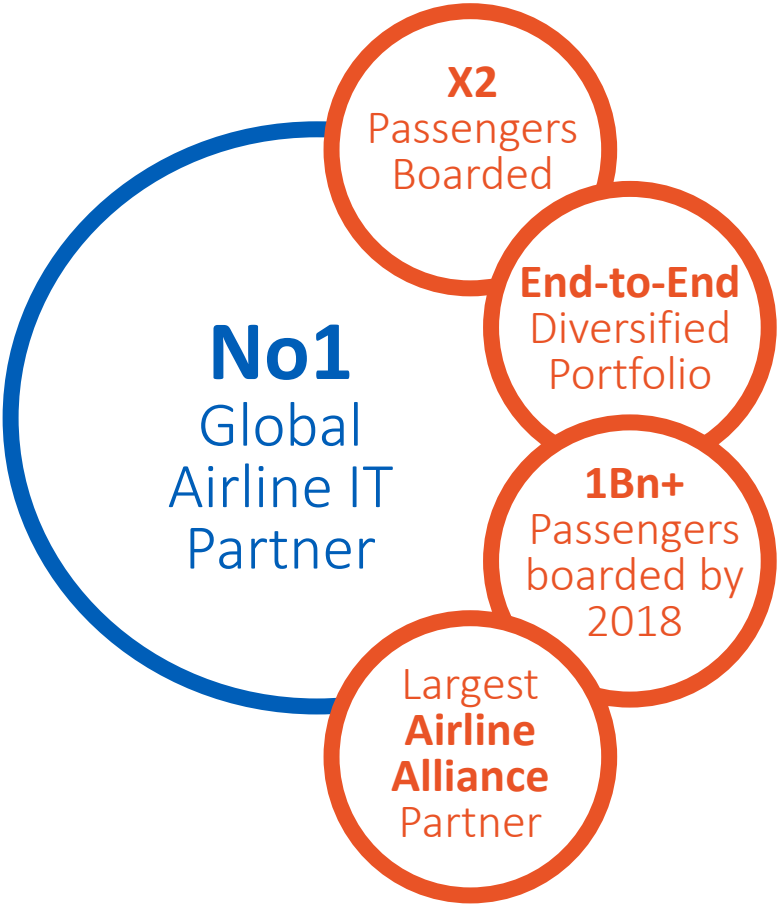 No1
Global
Airline IT
Partner
X2
Passengers
Boarded
End-to-End
Diversified
Portfolio
1Bn+
Passengers
boarded by
2018
Largest
Airline
Alliance
Partner